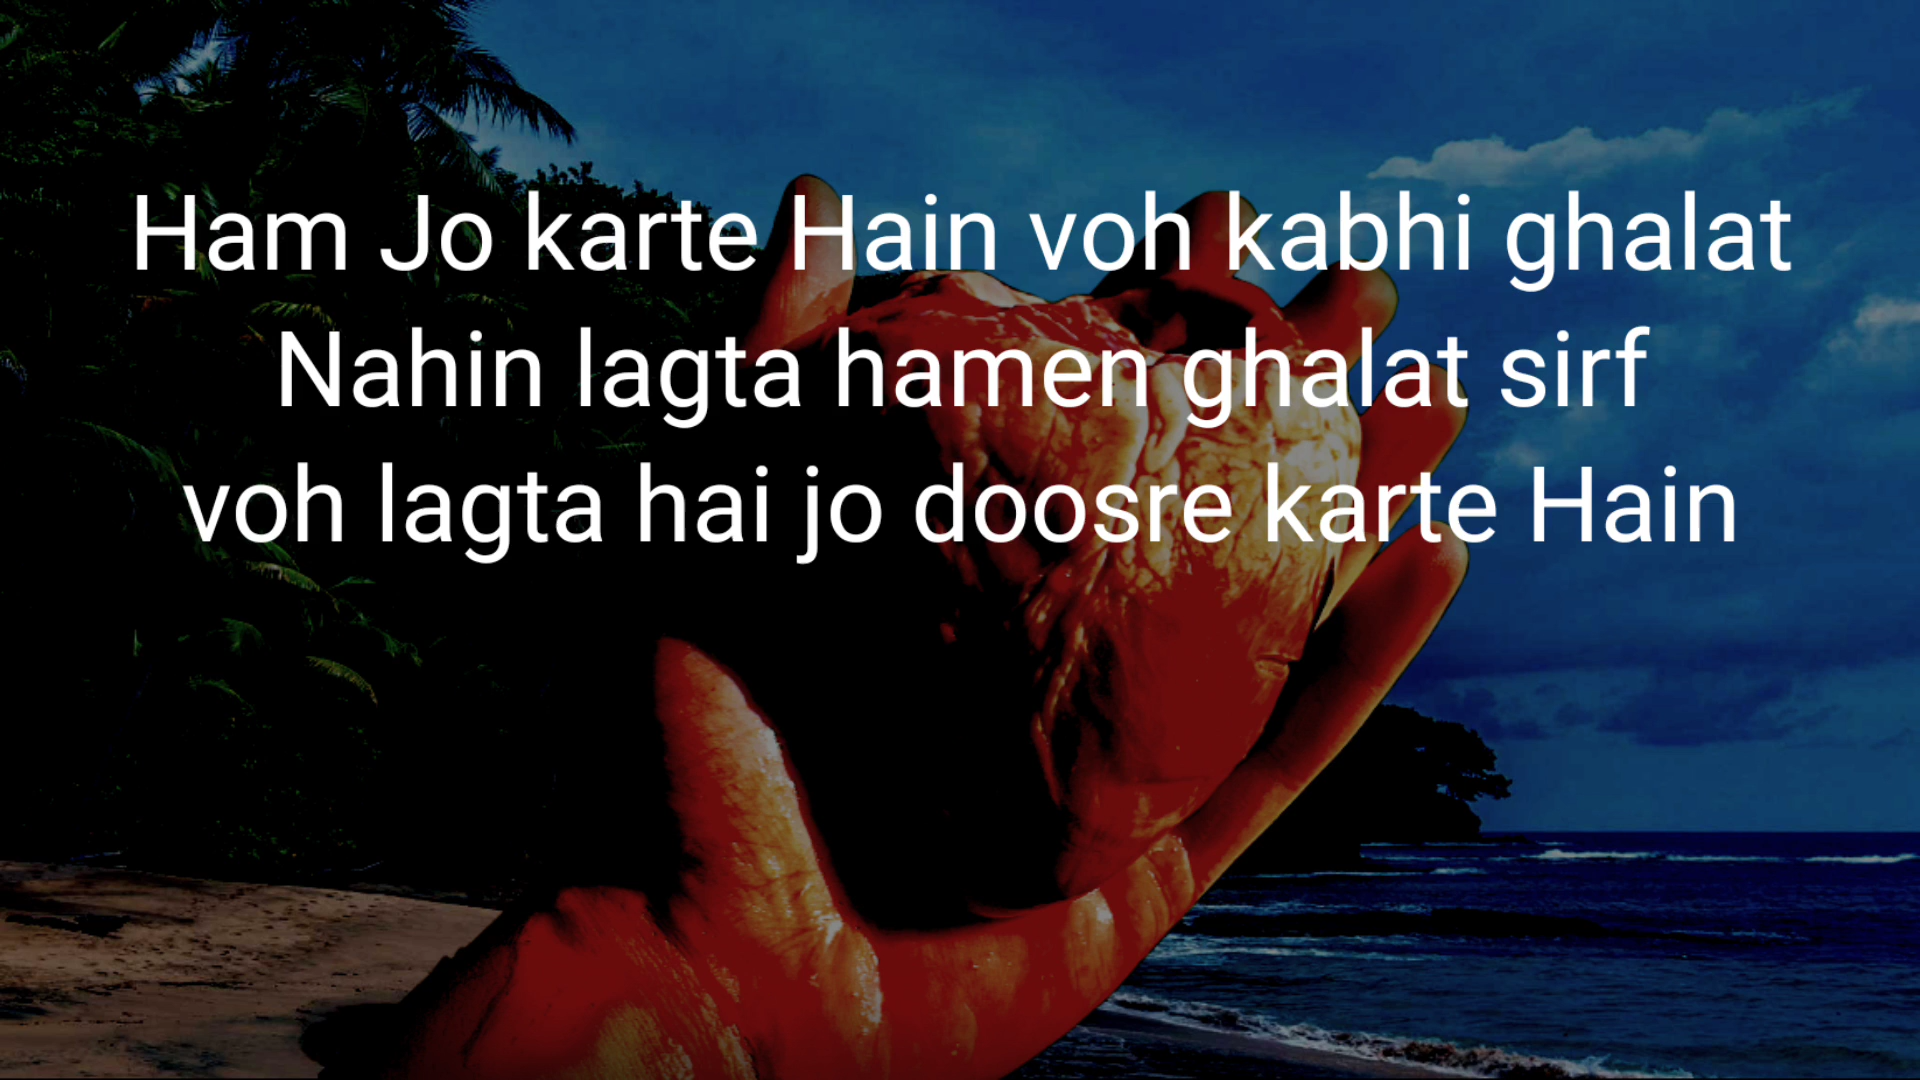 Ham Jo karte Hain voh kabhi ghalat
Nahin lagta hamen ghalat sirf
voh lagta hai jo doosre karte Hain